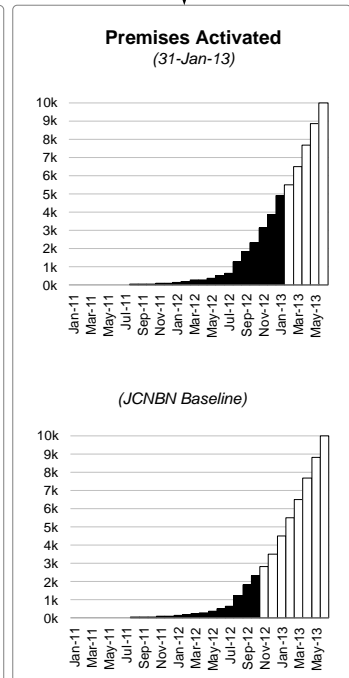 Premises Activated
(31-Jan-13)
10k
9k
8k
7k
6k
5k
4k
3k
2k
1k
0k
Jan-11
Mar-11
May-11
Jul-11
Sep-11
Nov-11
Jan-12
Mar-12
May-12
Jul-12
Sep-12
Nov-12
Jan-13
Mar-13
May-13
(JCNBN Baseline)
10k
9k
8k
7k
6k
5k
4k
3k
2k
1k
0k
Jan-11
Mar-11
May-11
Jul-11
Sep-11
Nov-11
Jan-12
Mar-12
May-12
Jul-12
Sep-12
Nov-12
Jan-13
Mar-13
May-13